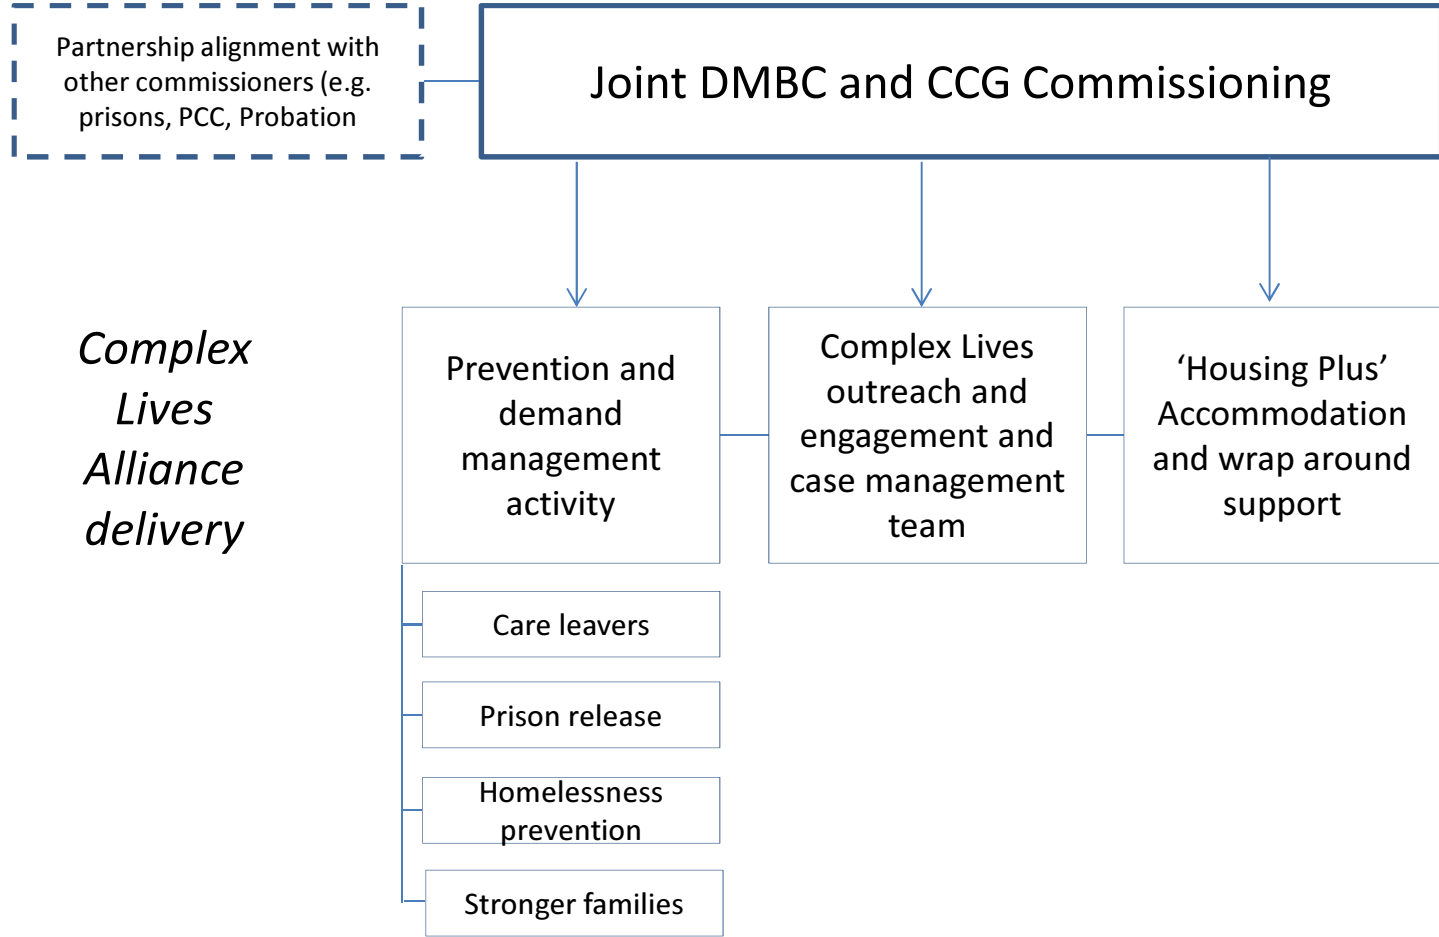 Partnership alignment with
other commissioners (e.g.
prisons, PCC, Probation
Joint DMBC and CCG Commissioning
Complex
Lives
Alliance
delivery
Prevention and
demand
management
activity
Complex Lives
outreach and
engagement and
case management
team
‘Housing Plus’
Accommodation
and wrap around
support
Care leavers
Prison release
Homelessness
prevention
Stronger families